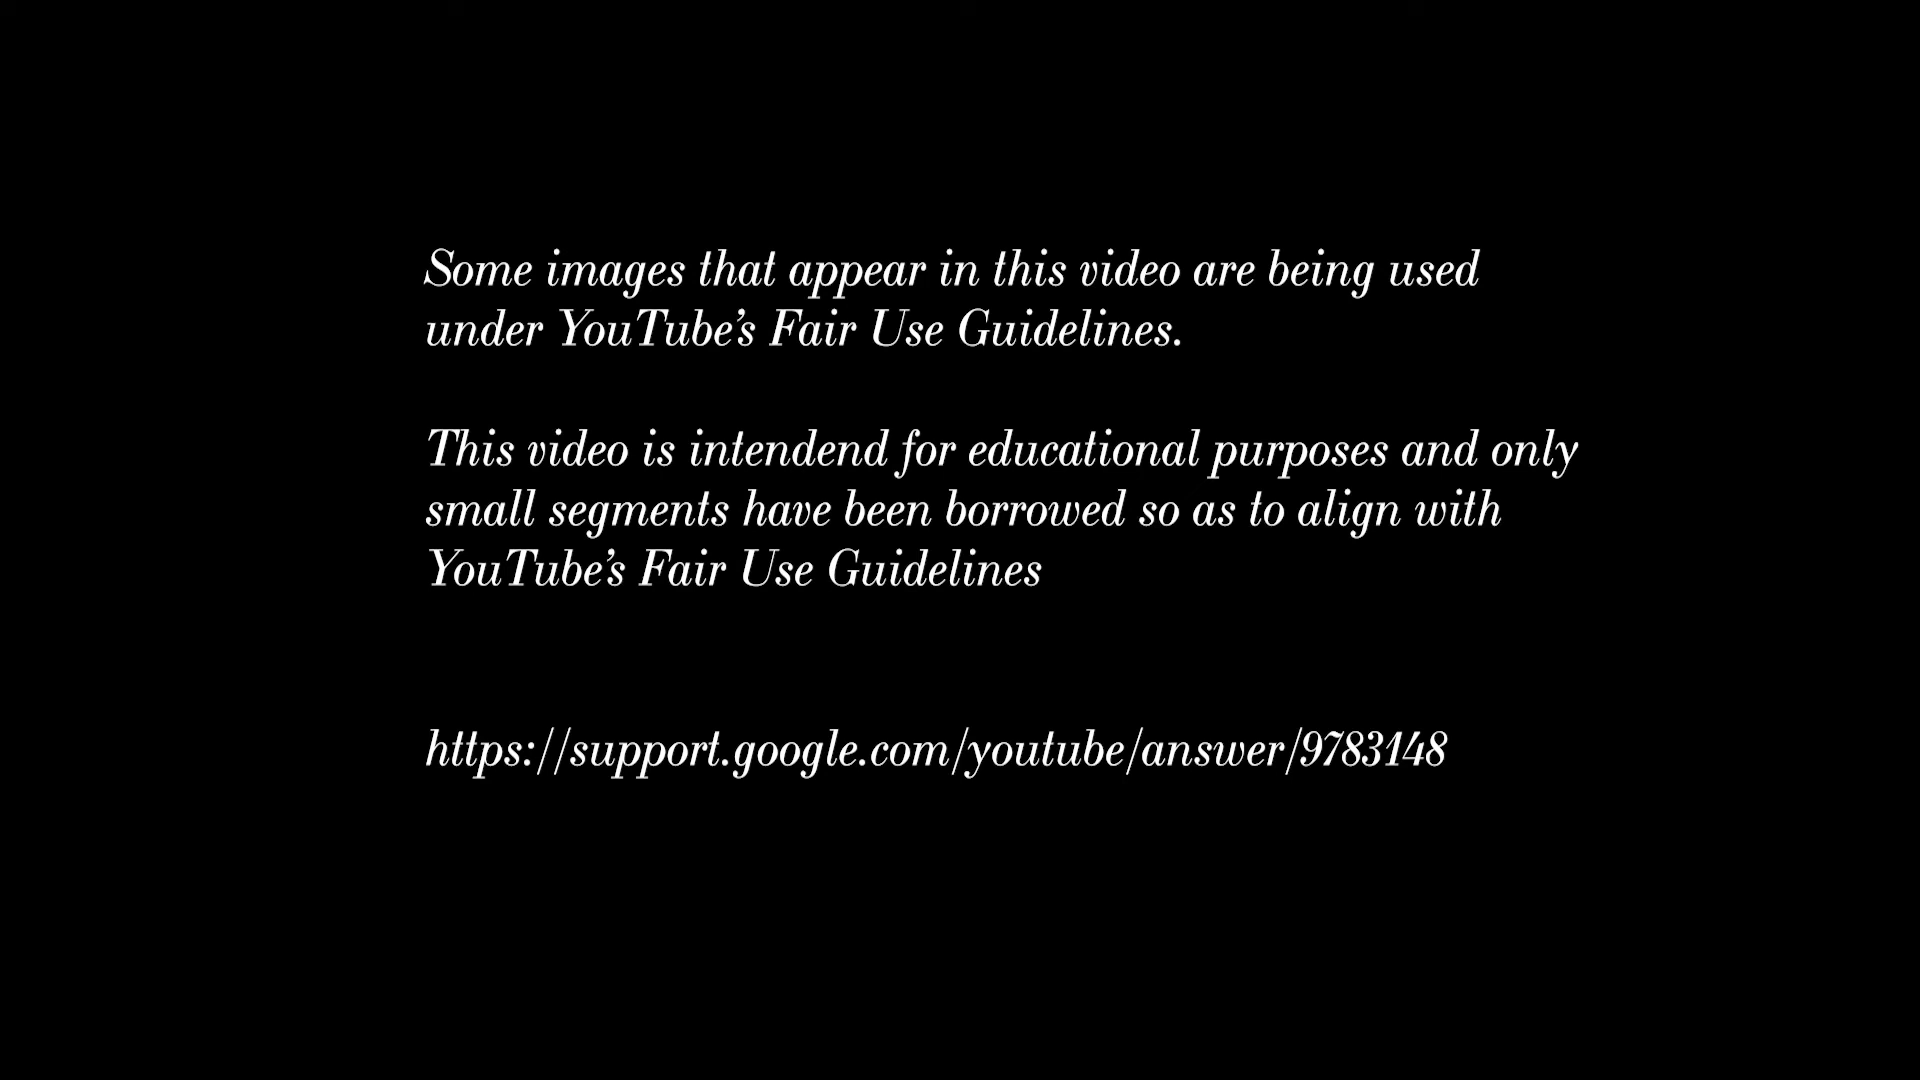 Some images that appear in this video are being used
under YouTube’s Fair Use Guidelines.
This video is intendend for educational purposes and only
small segments have been borrowed so as to align with
YouTube’s Fair Use Guidelines
https://support.google.com/youtube/answer/9783148